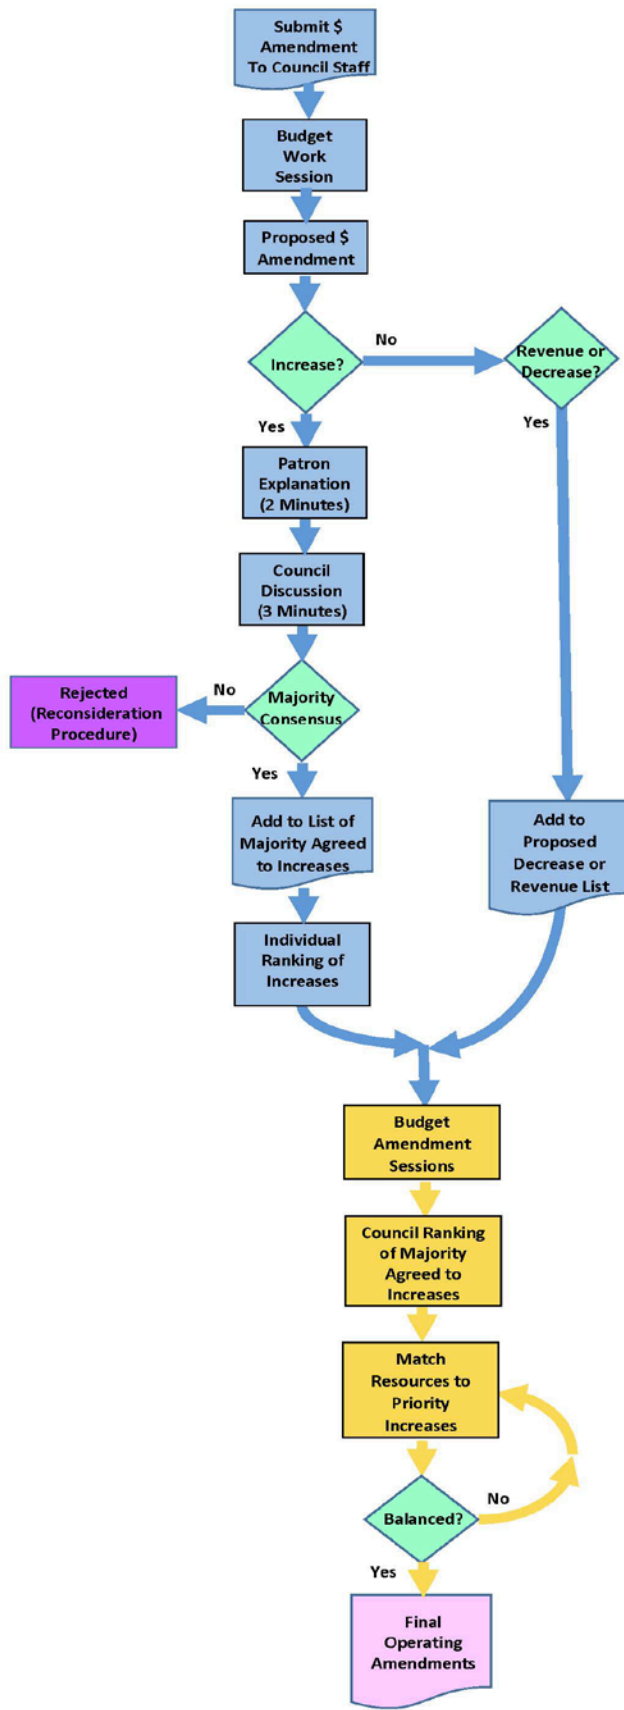 Submit $
Amendment
To Council Staff
Budget
Work
Session
Proposed $
Amendment
Increase?
No
Revenue or
Decrease?
Yes
Yes
Patron
Explanation
(2 Minutes)
Council
Discussion
(3 Minutes)
Majority
Consensus
No
Rejected
(Reconsideration
Procedure)
Yes
Add to List of
Majority Agreed
to Increases
Add to
Proposed
Decrease or
Revenue List
Individual
Ranking of
Increases
Budget
Amendment
Sessions
Council Ranking
of Majority
Agreed to
Increases
Match
Resources to
Priority
Increases
Balanced?
No
Yes
Final
Operating
Amendments